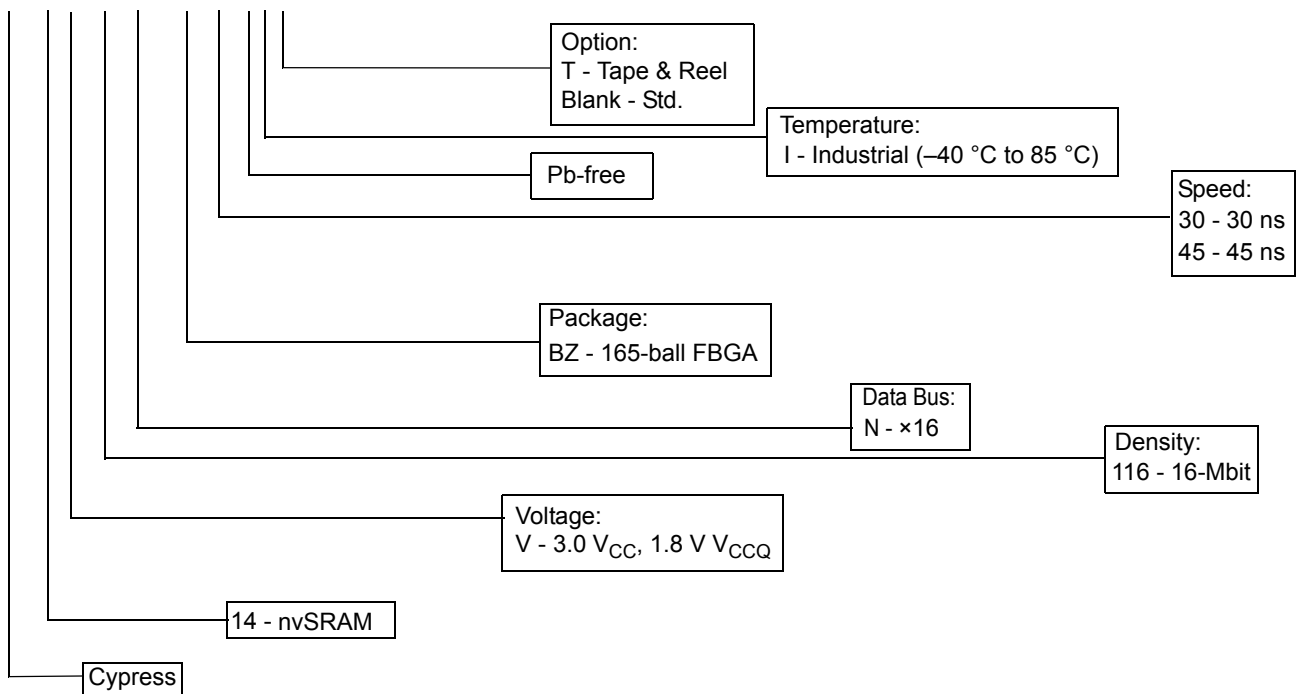 Option:
T - Tape & Reel
Blank - Std.
Temperature:
I - Industrial (–40 °C to 85 °C)
Pb-free
Speed:
30 - 30 ns
45 - 45 ns
Package:
BZ - 165-ball FBGA
Data Bus:
N - ×16
Density:
116 - 16-Mbit
Voltage:
V - 3.0 VCC, 1.8 V VCCQ
14 - nvSRAM
Cypress